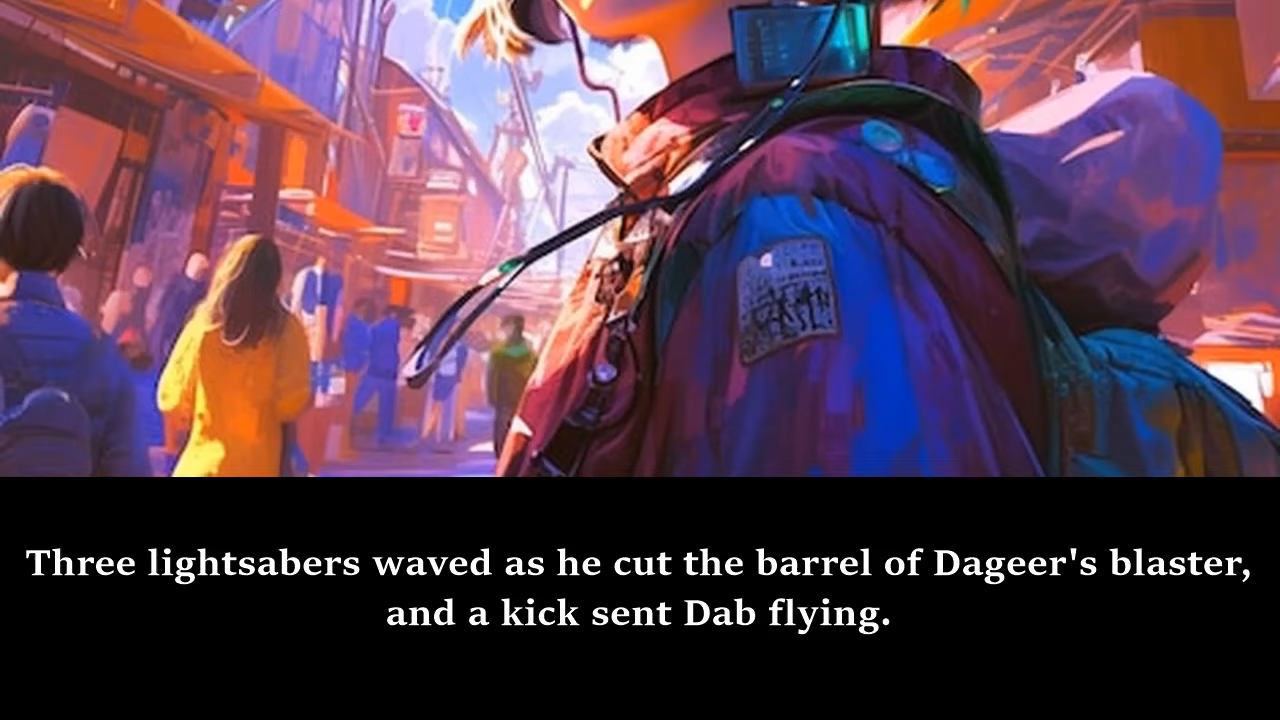 Three lightsabers waved as he cut the barrel of Dageer's blaster,
and a kick sent Dab flying.